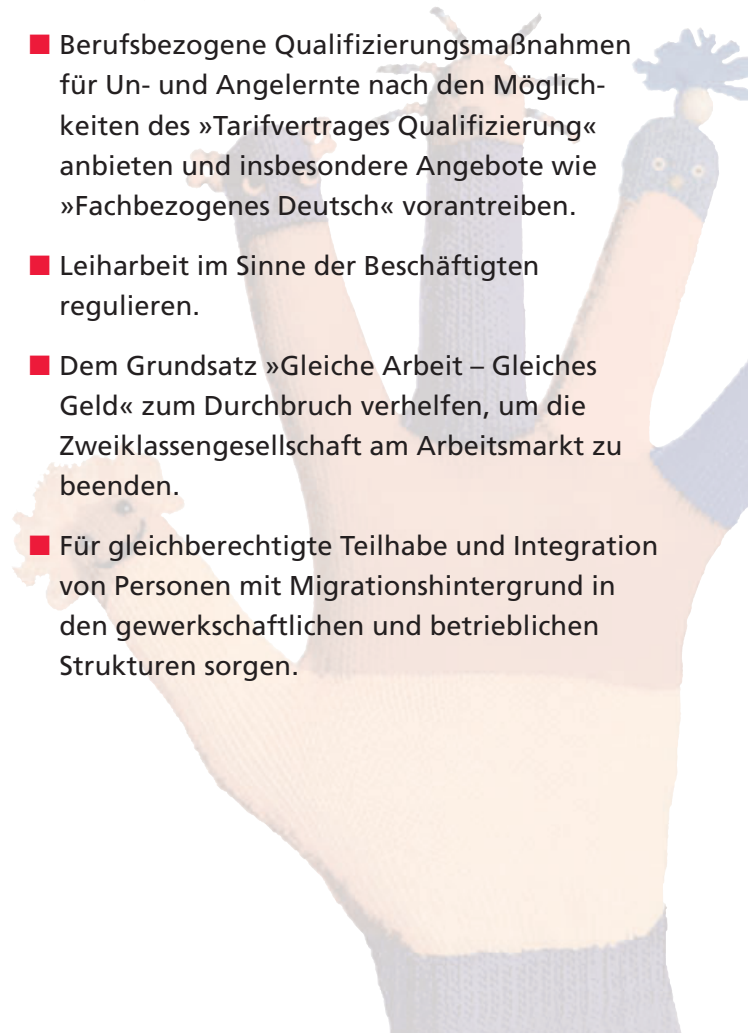 ■ Berufsbezogene Qualifizierungsmaßnahmen
für Un- und Angelernte nach den Möglich-
keiten des »Tarifvertrages Qualifizierung«
anbieten und insbesondere Angebote wie
»Fachbezogenes Deutsch« vorantreiben.
■ Leiharbeit im Sinne der Beschäftigten
regulieren.
■ Dem Grundsatz »Gleiche Arbeit – Gleiches
Geld« zum Durchbruch verhelfen, um die
Zweiklassengesellschaft am Arbeitsmarkt zu
beenden.
■ Für gleichberechtigte Teilhabe und Integration
von Personen mit Migrationshintergrund in
den gewerkschaftlichen und betrieblichen
Strukturen sorgen.